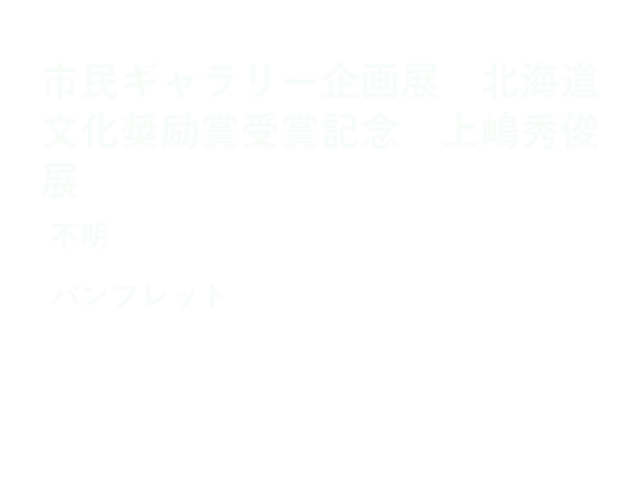 市民ギャラリー企画展　北海道
文化奨励賞受賞記念　上嶋秀俊
展
不明
パンフレット